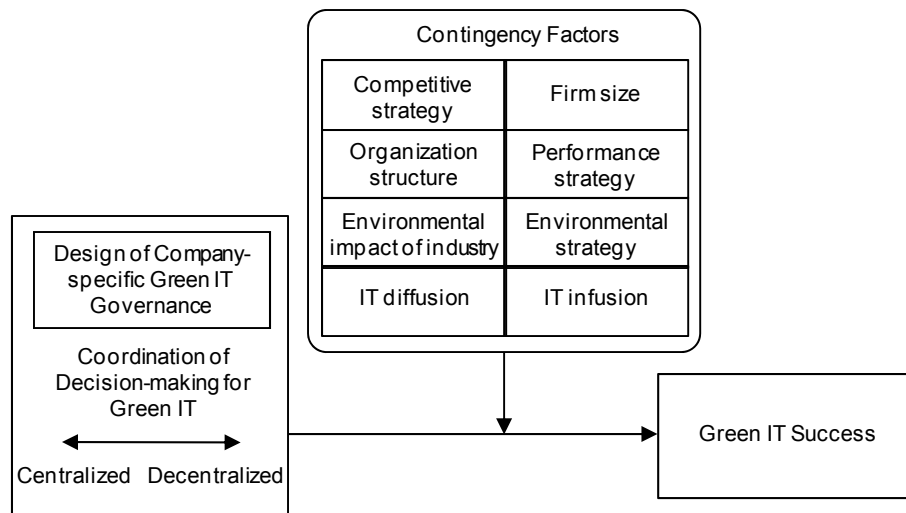 Contingency Factors
Competitive
strategy
Firm size
Organization
structure
Performance
strategy
Environmental
impact of industry
Environmental
strategy
IT diffusion
IT infusion
Design of Company-
specific Green IT
Governance
Coordination of
Decision-making for
Green IT
Centralized
Decentralized
Green IT Success